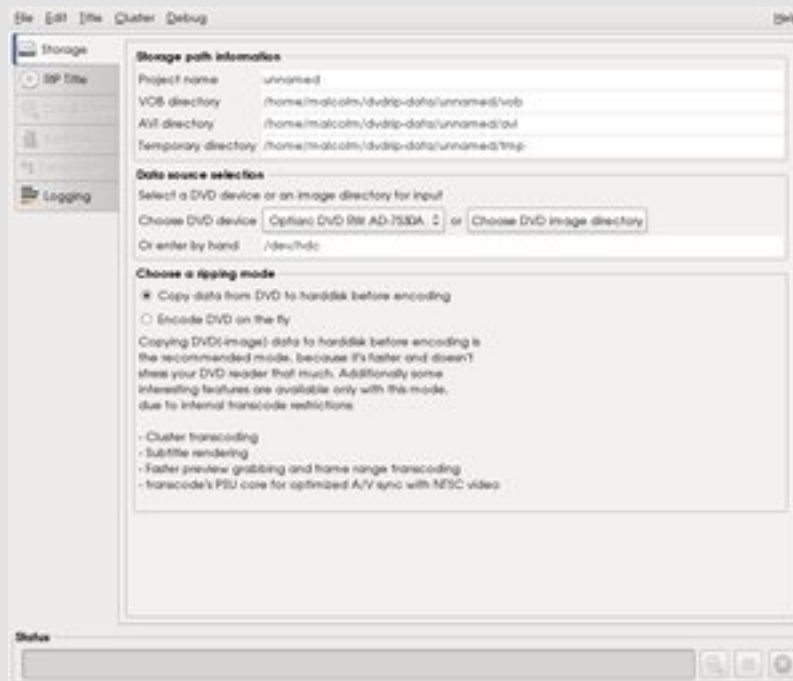 File Edit Title Cluster Debug Help
Storage
RIP Title
Logging
Storage path information
Project name unnamed
VOB directory /home/malcolm/dvdrip-data/unnamed/vob
AVI directory /home/malcolm/dvdrip-data/unnamed/avi
Temporary directory /home/malcolm/dvdrip-data/unnamed/tmp
Data source selection
Select a DVD device or an image directory for input
Choose DVD device Optiarc DVD RW AD-7530A or Choose DVD image directory
Or enter by hand /dev/hdc
Choose a ripping mode
Copy data from DVD to harddisk before encoding
Encode DVD on the fly
Copying DVD(-image) data to harddisk before encoding is
the recommended mode, because it's faster and doesn't
stress your DVD reader that much. Additionally some
interesting features are available only with this mode,
due to internal transcode restrictions
- Cluster transcoding
- Subtitle rendering
- Faster preview grabbing and frame range transcoding
- transcode's PSU core for optimized A/V sync with NTSC video
Status